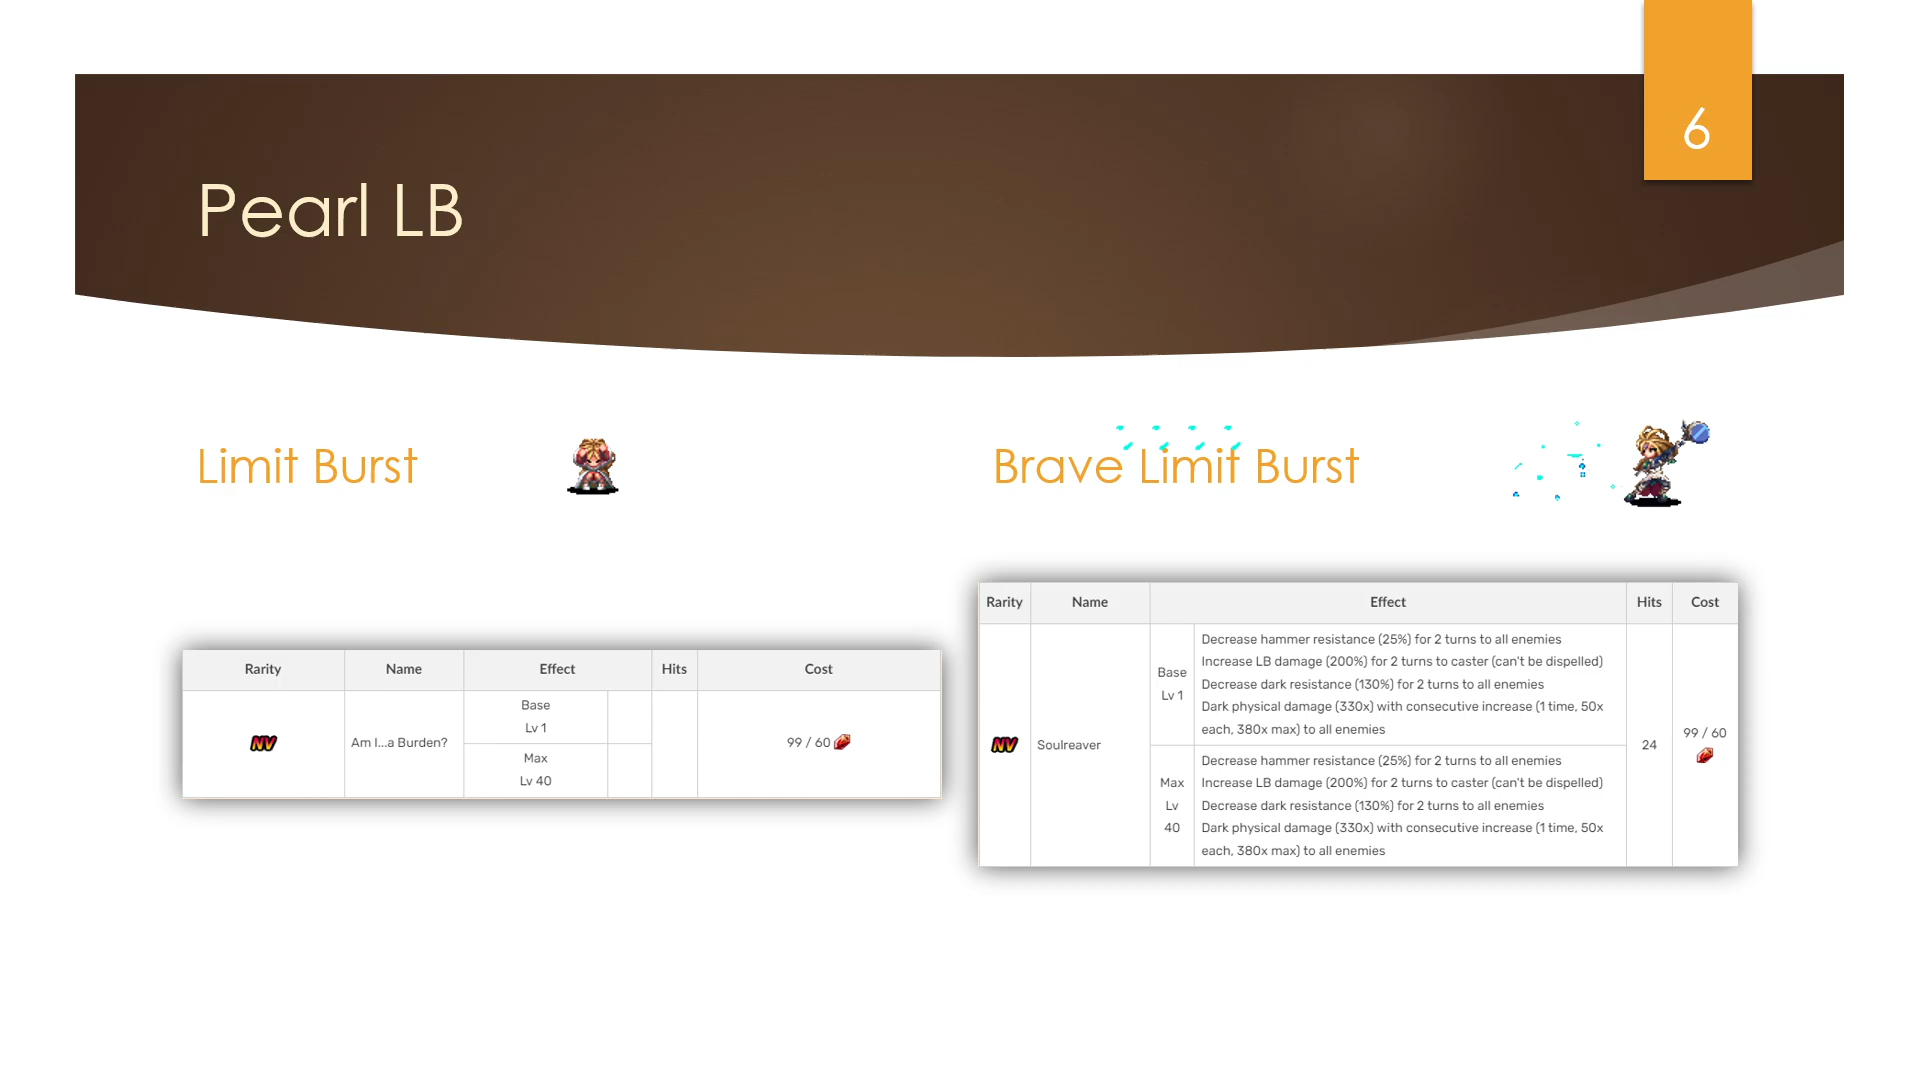 6
Pearl LB
Limit Burst
Rarity Name Effect Hits Cost
NV Am I...a Burden? Base Lv 1 99 / 60
Max Lv 40
Brave Limit Burst
Rarity Name Effect Hits Cost
NV Soulreaver 24 99 / 60
Base Lv 1
Decrease hammer resistance (25%) for 2 turns to all enemies
Increase LB damage (200%) for 2 turns to caster (can't be dispelled)
Decrease dark resistance (130%) for 2 turns to all enemies
Dark physical damage (330x) with consecutive increase (1 time, 50x
each, 380x max) to all enemies
Max Lv 40
Decrease hammer resistance (25%) for 2 turns to all enemies
Increase LB damage (200%) for 2 turns to caster (can't be dispelled)
Decrease dark resistance (130%) for 2 turns to all enemies
Dark physical damage (330x) with consecutive increase (1 time, 50x
each, 380x max) to all enemies